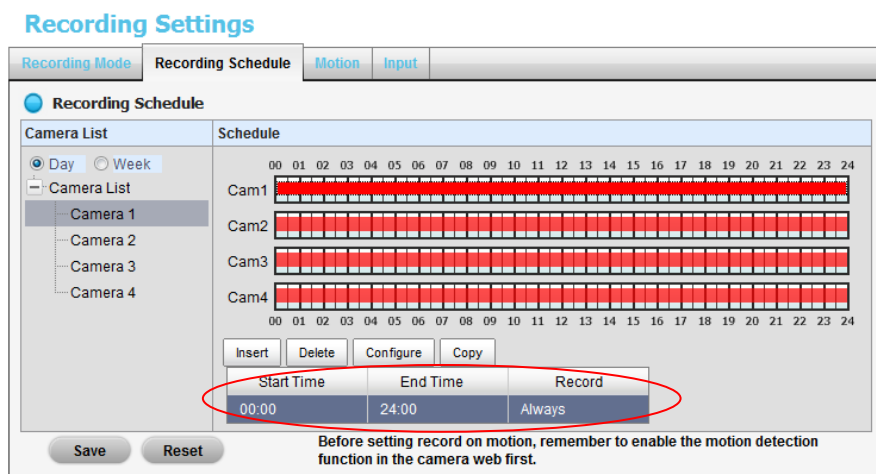 Recording Settings
Recording Mode Recording Schedule Motion Input
Recording Schedule
Camera List Schedule
Day Week
Camera List
Camera 1
Camera 2
Camera 3
Camera 4
00 01 02 03 04 05 06 07 08 09 10 11 12 13 14 15 16 17 18 19 20 21 22 23 24
Cam1
Cam2
Cam3
Cam4
00 01 02 03 04 05 06 07 08 09 10 11 12 13 14 15 16 17 18 19 20 21 22 23 24
Insert Delete Configure Copy
Start Time End Time Record
00:00 24:00 Always
Save Reset
Before setting record on motion, remember to enable the motion detection
function in the camera web first.